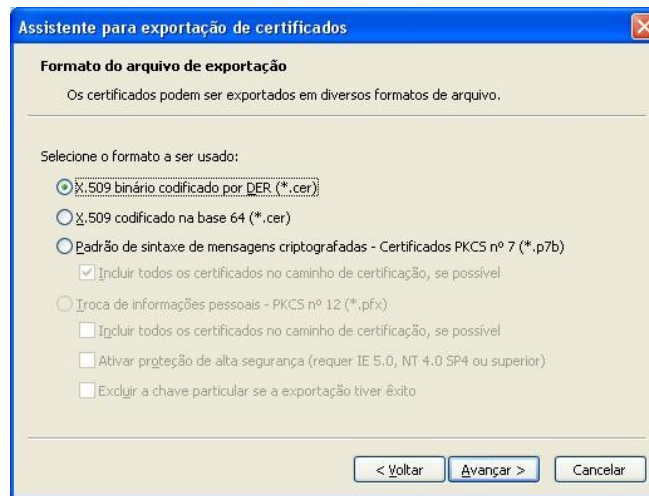 Assistente para exportação de certificados
Formato do arquivo de exportação
Os certificados podem ser exportados em diversos formatos de arquivo.
Selecione o formato a ser usado:
X.509 binário codificado por DER (*.cer)
X.509 codificado na base 64 (*.cer)
Padrão de sintaxe de mensagens criptografadas - Certificados PKCS nº 7 (*.p7b)
Incluir todos os certificados no caminho de certificação, se possível
Troca de informações pessoais - PKCS nº 12 (*.pfx)
Incluir todos os certificados no caminho de certificação, se possível
Ativar proteção de alta segurança (requer IE 5.0, NT 4.0 SP4 ou superior)
Excluir a chave particular se a exportação tiver êxito
< Voltar Avançar > Cancelar